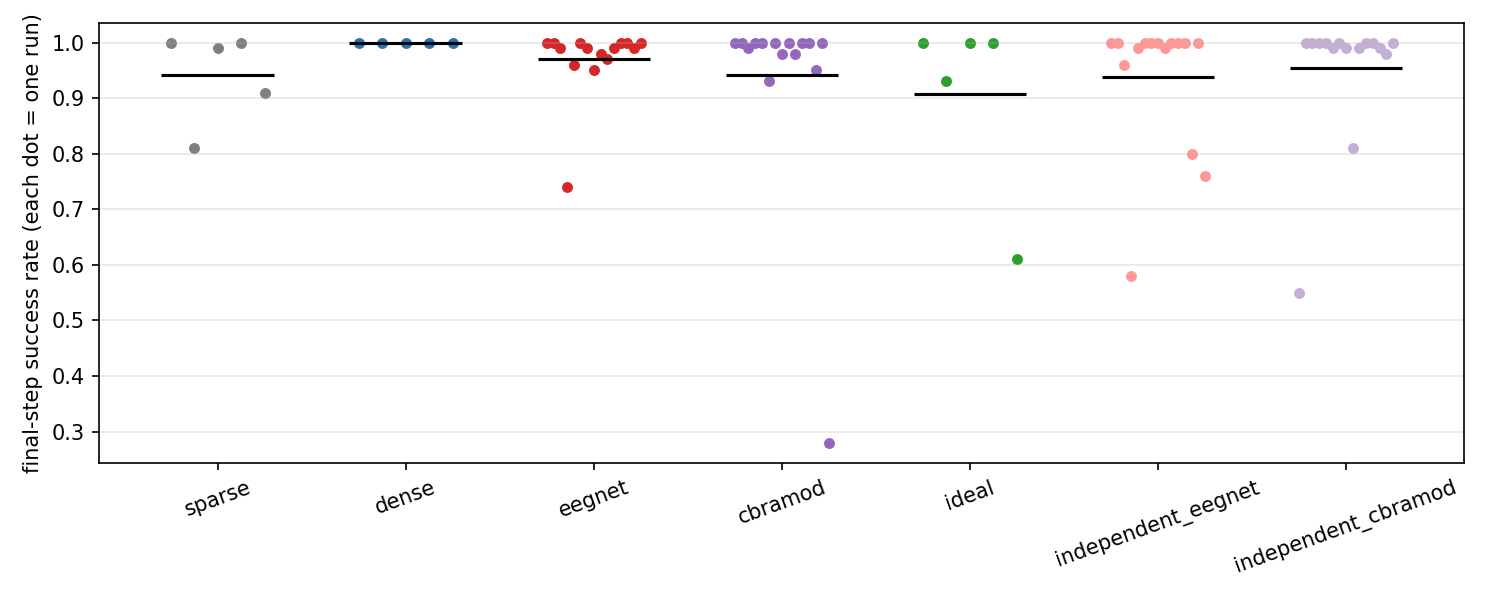 final-step success rate (each dot = one run)
1.0
0.9
0.8
0.7
0.6
0.5
0.4
0.3
sparse
dense
eegnet
cbramod
ideal
independent_eegnet
independent_cbramod